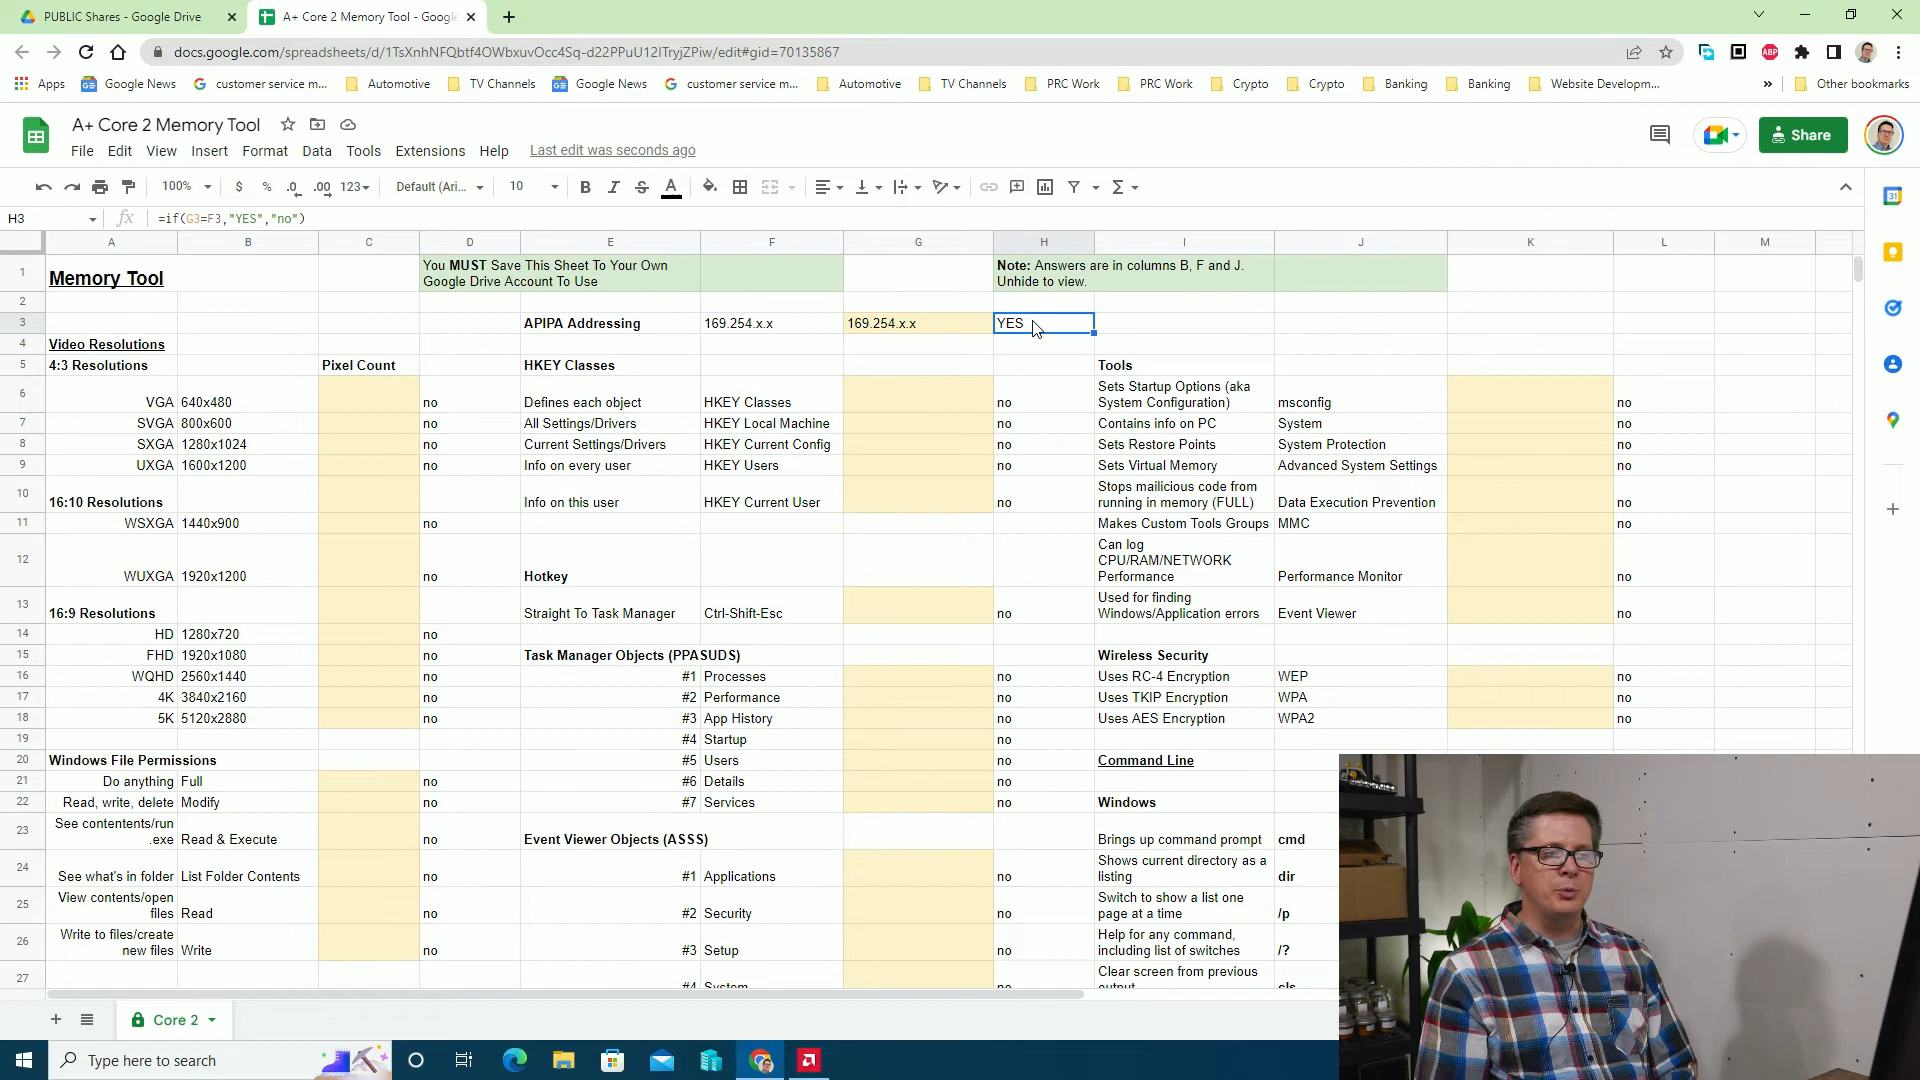 PUBLIC Shares - Google Drive
A+ Core 2 Memory Tool - Google
docs.google.com/spreadsheets/d/1TsXnhNFQbtf4OWbxuvOcc4Sq-d22PPuU12ITryjZPiw/edit#gid=70135867
ABP
Apps Google News customer service m... Automotive TV Channels Google News customer service m... Automotive TV Channels PRC Work PRC Work Crypto Crypto Banking Banking Website Developm... » Other bookmarks
A+ Core 2 Memory Tool
Share
File Edit View Insert Format Data Tools Extensions Help Last edit was seconds ago
100% $ % .0 .00 123 Default (Ari... 10 B I S A Σ
H3 fx =if(G3=F3,"YES","no")
A B C D E F G H I J K L M
1 Memory Tool You MUST Save This Sheet To Your Own Google Drive Account To Use Note: Answers are in columns B, F and J. Unhide to view.
2
3 APIPA Addressing 169.254.x.x 169.254.x.x YES
4 Video Resolutions
5 4:3 Resolutions Pixel Count HKEY Classes Tools
6 VGA 640x480 no Defines each object HKEY Classes no Sets Startup Options (aka System Configuration) msconfig no
7 SVGA 800x600 no All Settings/Drivers HKEY Local Machine no Contains info on PC System no
8 SXGA 1280x1024 no Current Settings/Drivers HKEY Current Config no Sets Restore Points System Protection no
9 UXGA 1600x1200 no Info on every user HKEY Users no Sets Virtual Memory Advanced System Settings no
10 16:10 Resolutions Info on this user HKEY Current User no Stops mailicious code from running in memory (FULL) Data Execution Prevention no
11 WSXGA 1440x900 no Makes Custom Tools Groups MMC no
12 WUXGA 1920x1200 no Hotkey Can log CPU/RAM/NETWORK Performance Performance Monitor no
13 16:9 Resolutions Straight To Task Manager Ctrl-Shift-Esc no Used for finding Windows/Application errors Event Viewer no
14 HD 1280x720 no
15 FHD 1920x1080 no Task Manager Objects (PPASUDS) Wireless Security
16 WQHD 2560x1440 no #1 Processes no Uses RC-4 Encryption WEP no
17 4K 3840x2160 no #2 Performance no Uses TKIP Encryption WPA no
18 5K 5120x2880 no #3 App History no Uses AES Encryption WPA2 no
19 #4 Startup no
20 Windows File Permissions #5 Users no Command Line
21 Do anything Full no #6 Details no
22 Read, write, delete Modify no #7 Services no Windows
23 See contentents/run .exe Read & Execute no Event Viewer Objects (ASSS) Brings up command prompt cmd
24 See what's in folder List Folder Contents no #1 Applications no Shows current directory as a listing dir
25 View contents/open files Read no #2 Security no Switch to show a list one page at a time /p
26 Write to files/create new files Write no #3 Setup no Help for any command, including list of switches /?
27 #4 System no Clear screen from previous output cls
Core 2
Type here to search